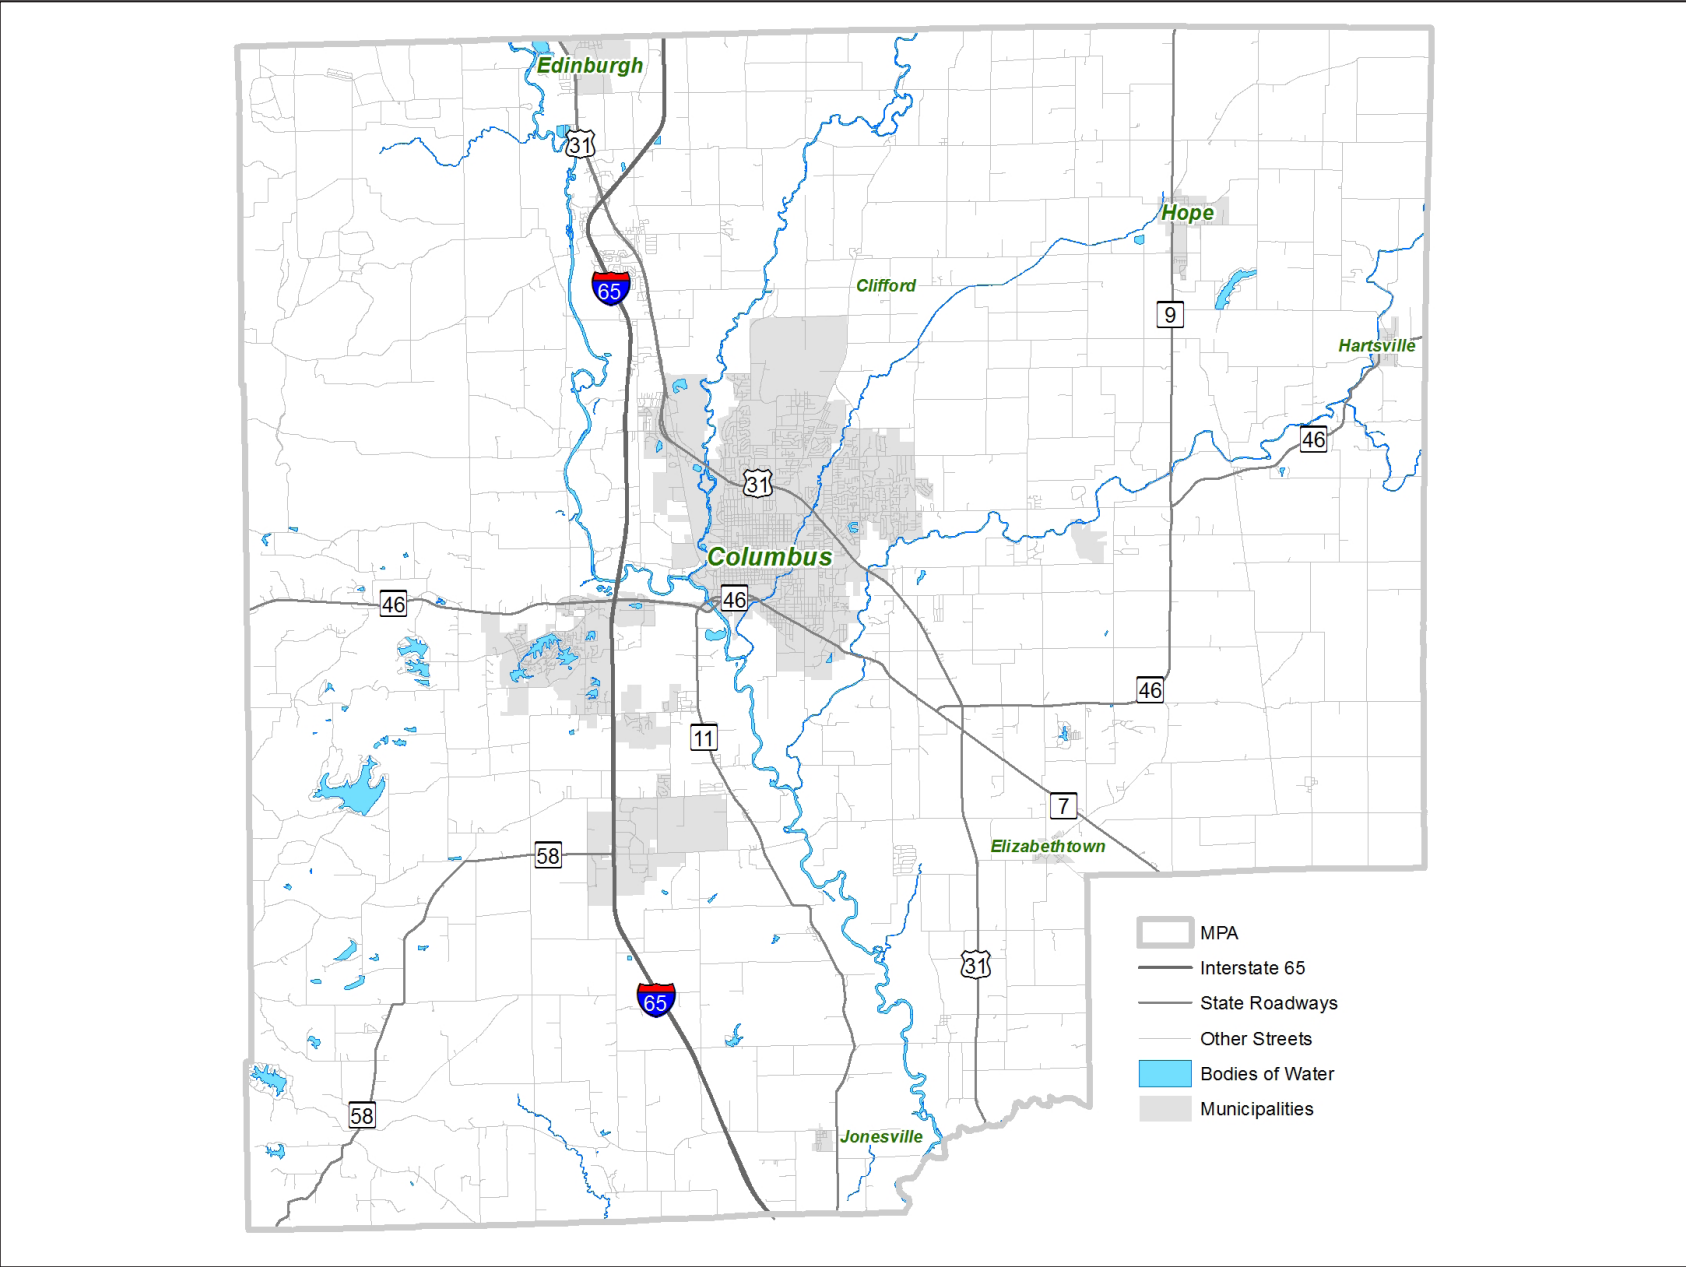 Edinburgh
31
Hope
65
Clifford
9
Hartsville
46
31
Columbus
46
46
46
11
7
58
Elizabethtown
MPA
31
Interstate 65
65
State Roadways
Other Streets
Bodies of Water
58
Municipalities
Jonesville